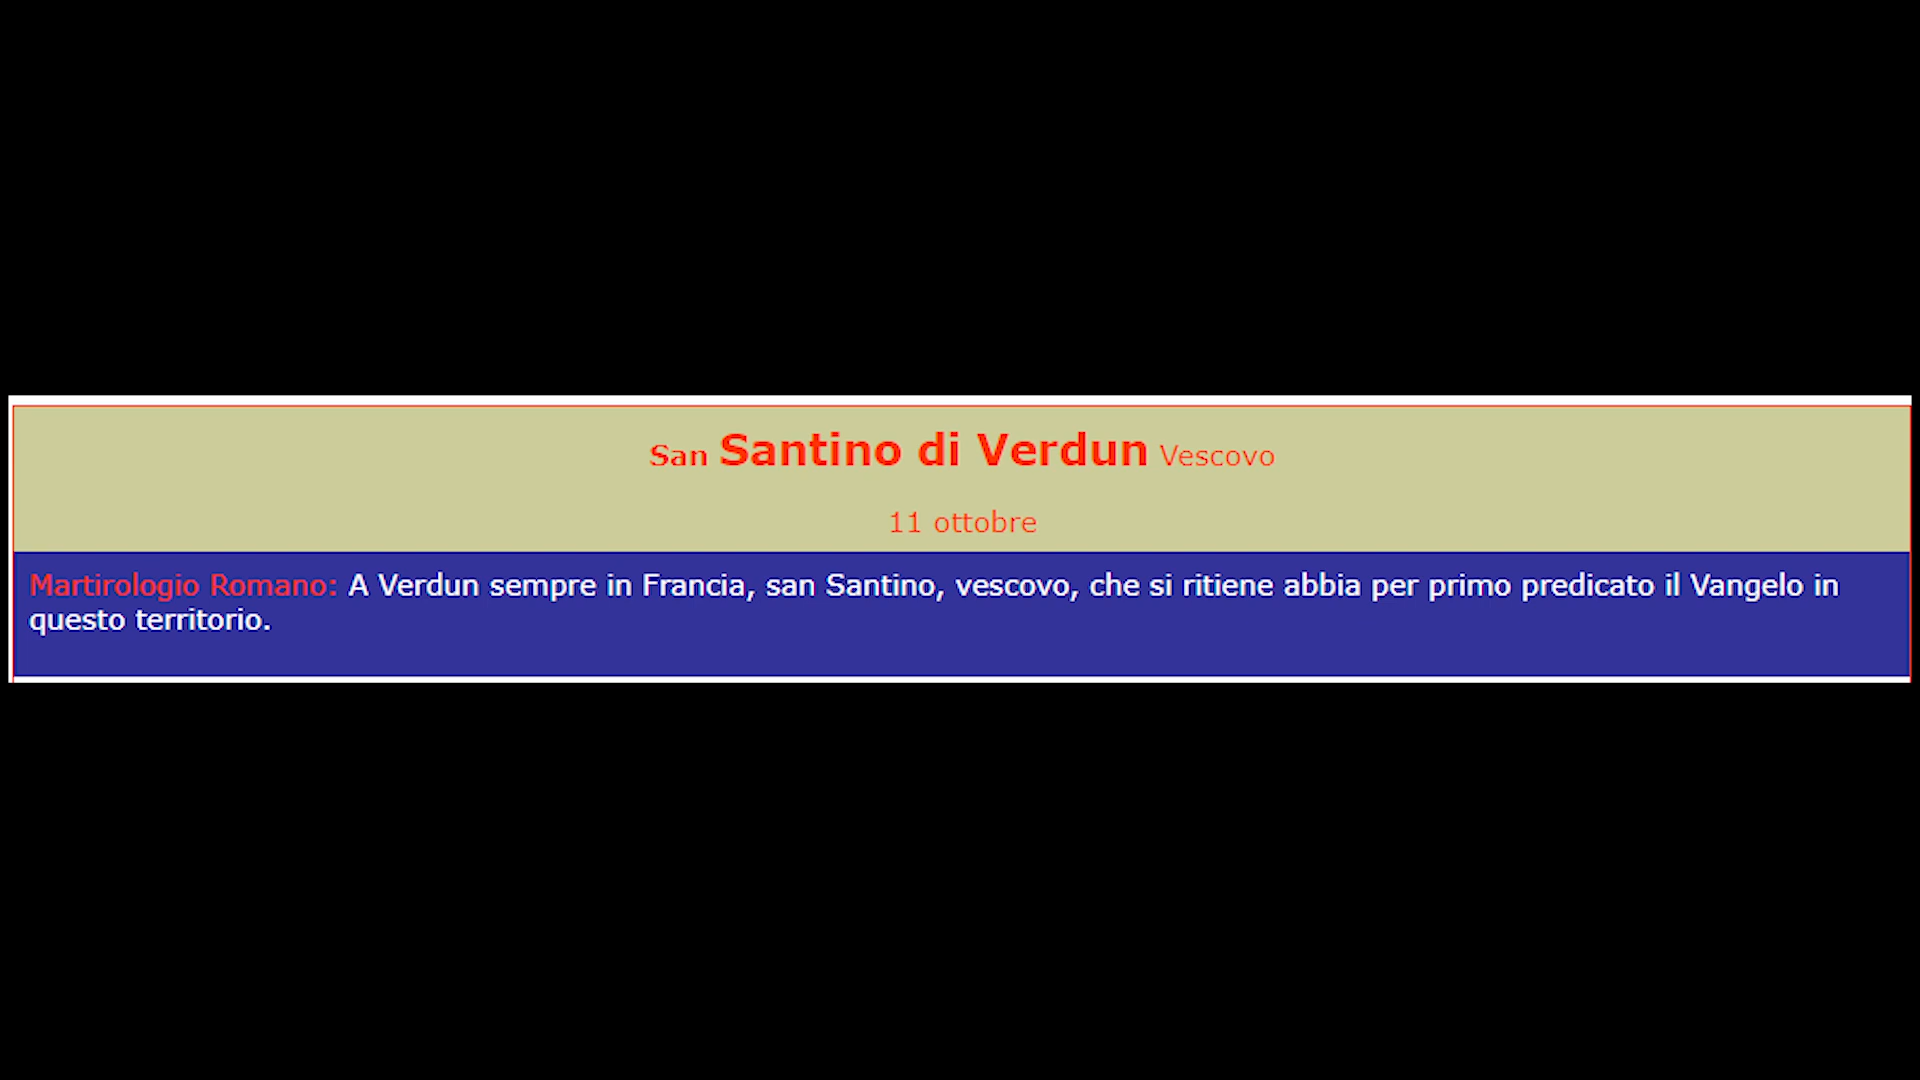 San Santino di Verdun Vescovo
11 ottobre
Martirologio Romano: A Verdun sempre in Francia, san Santino, vescovo, che si ritiene abbia per primo predicato il Vangelo in
questo territorio.